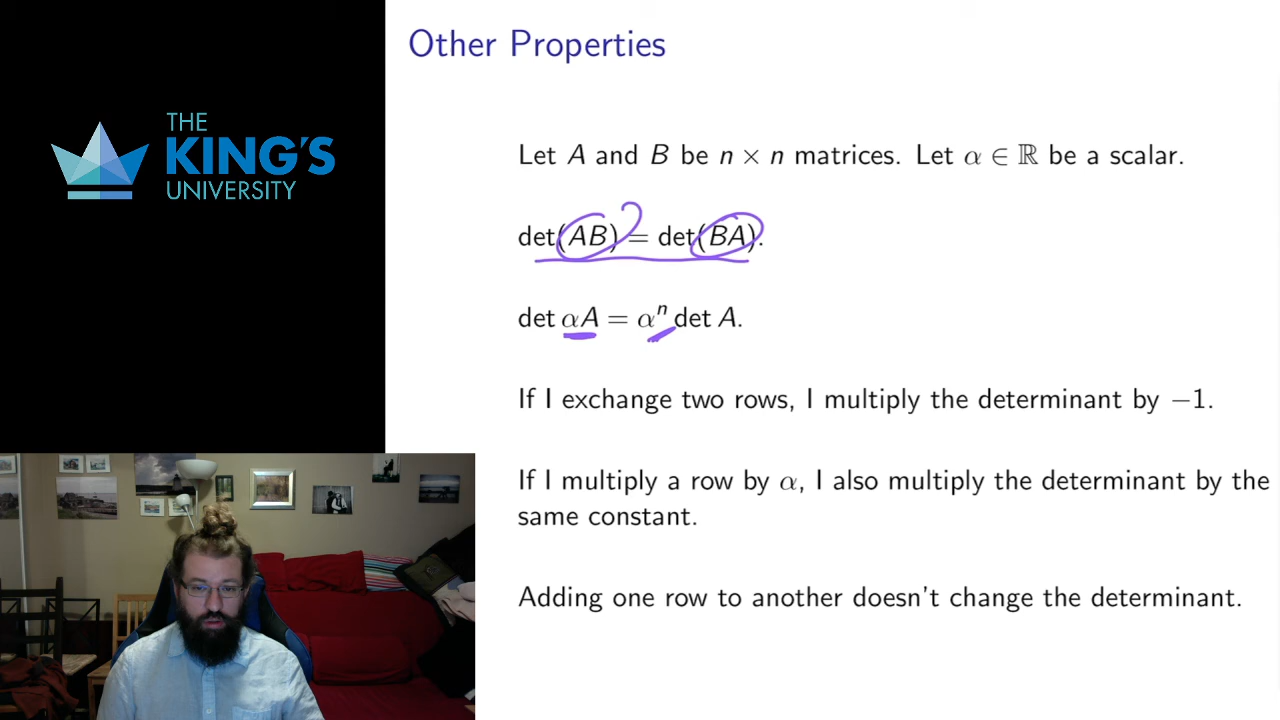 THE
KING'S
UNIVERSITY
Other Properties
Let A and B be n × n matrices. Let α ∈ ℝ be a scalar.
det(AB) = det(BA).
det αA = αⁿ det A.
If I exchange two rows, I multiply the determinant by −1.
If I multiply a row by α, I also multiply the determinant by the
same constant.
Adding one row to another doesn't change the determinant.